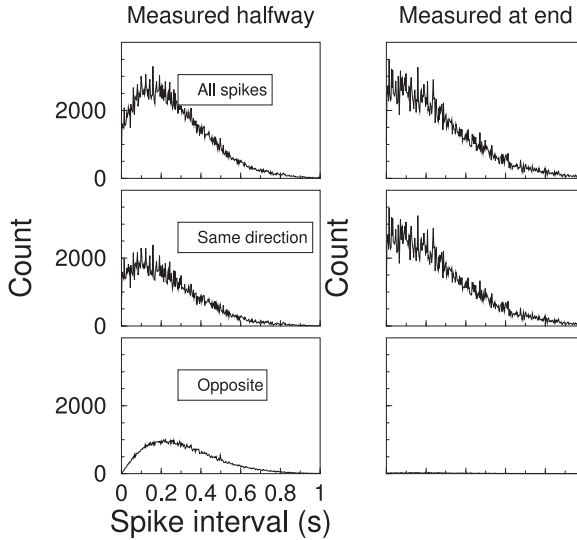 Measured halfway
Measured at end
All spikes
2000
0
Same direction
2000
0
Count
Count
Opposite
2000
0
0 0.2 0.4 0.6 0.8 1
Spike interval (s)